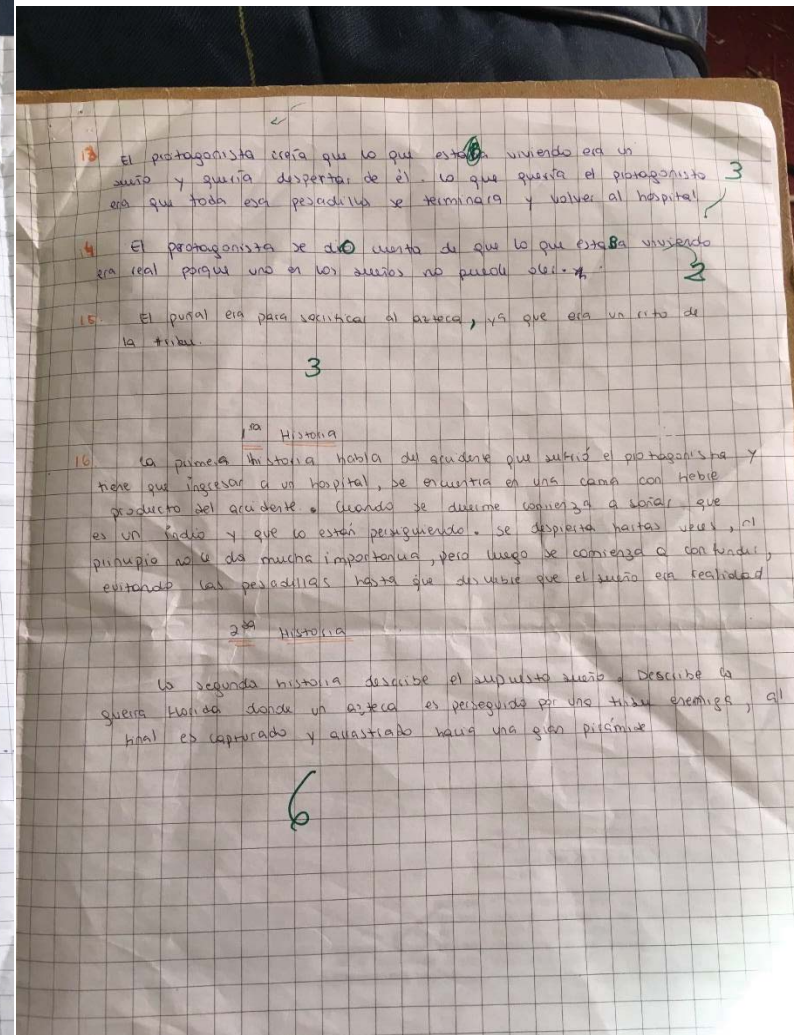 13 El protagonista creía que lo que estaBa viviendo era un
sueño y quería despertar de él. Lo que quería el protagonista 3
era que toda esa pesadilla se terminara y volver al hospital
4 El protagonista se diO cuenta de que lo que estaBa viviendo
era real porque uno en los sueños no puede oler. 2
15. El puñal era para sacrificar al azteca, ya que era un rito de
la tribu.
3
1ra Historia
16 La primera historia habla del accidente que sufrió el protagonista y
tiene que ingresar a un hospital, se encuentra en una cama con fiebre
producto del accidente. Cuando se duerme comienza a soñar que
es un indio y que lo están persiguiendo. se despierta hartas veces, al
principio no le da mucha importancia, pero luego se comienza a confundir,
evitando las pesadillas hasta que descubre que el sueño era realidad
2da Historia
La segunda historia describe el supuesto sueño. Describe la
guerra Florida donde un azteca es perseguido por una tribu enemiga, al
final es capturado y arrastrado hacia una gran pirámide
6